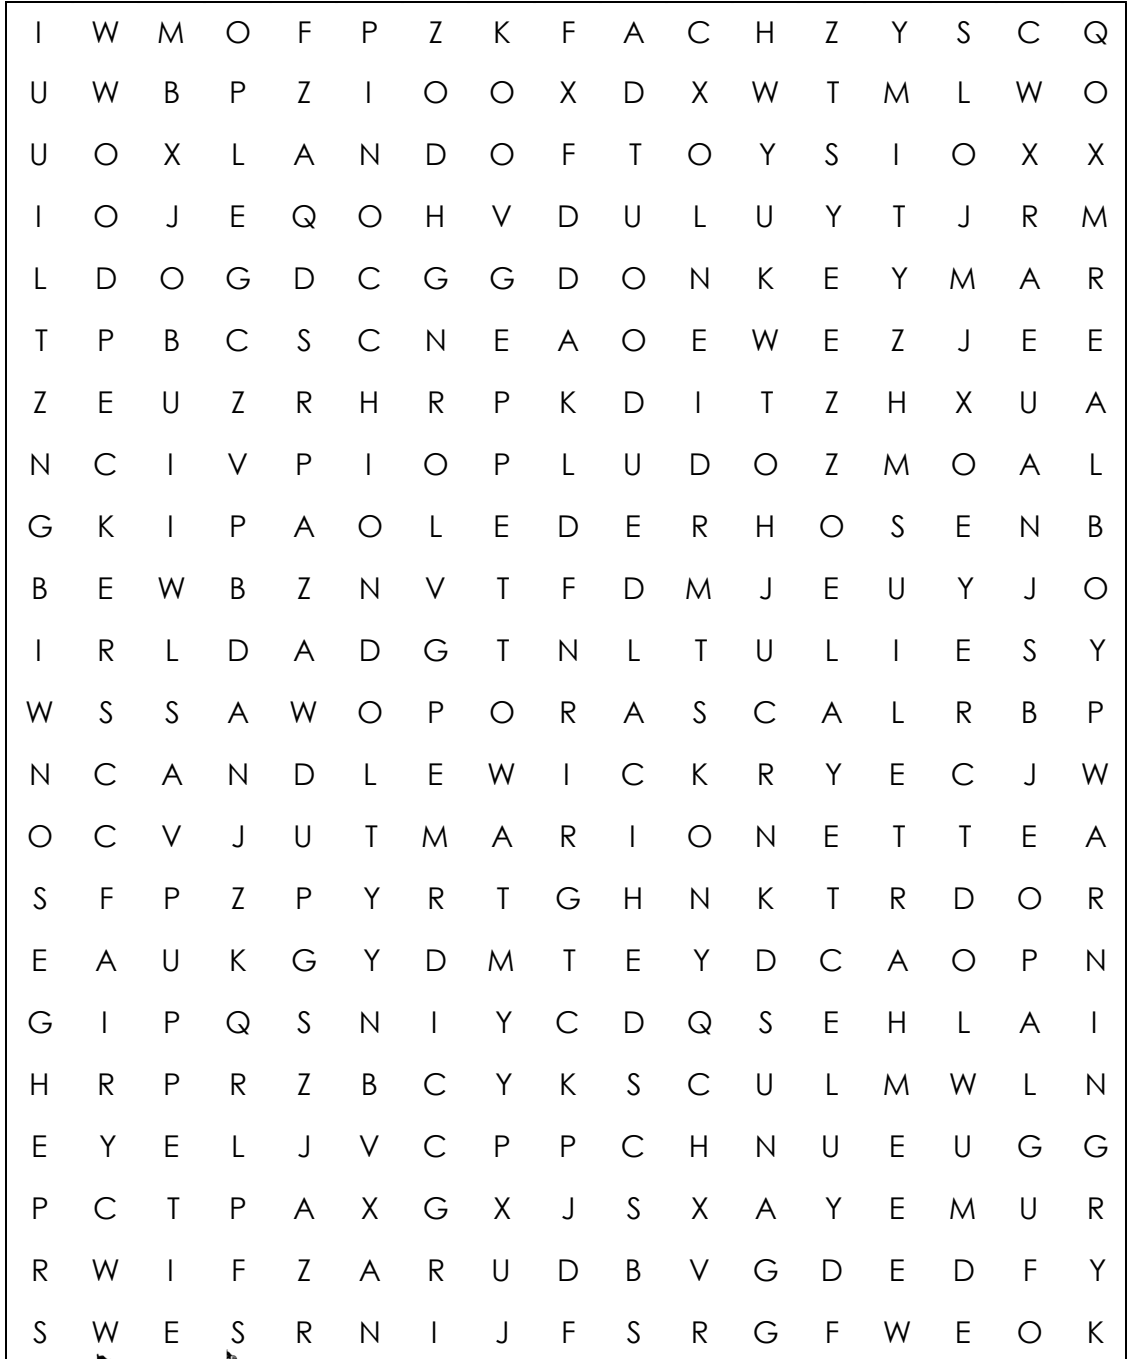 I W M O F P Z K F A C H Z Y S C Q
U W B P Z I O O X D X W T M L W O
U O X L A N D O F T O Y S I O X X
I O J E Q O H V D U L U Y T J R M
L D O G D C G G D O N K E Y M A R
T P B C S C N E A O E W E Z J E E
Z E U Z R H R P K D I T Z H X U A
N C I V P I O P L U D O Z M O A L
G K I P A O L E D E R H O S E N B
B E W B Z N V T F D M J E U Y J O
I R L D A D G T N L T U L I E S Y
W S S A W O P O R A S C A L R B P
N C A N D L E W I C K R Y E C J W
O C V J U T M A R I O N E T T E A
S F P Z P Y R T G H N K T R D O R
E A U K G Y D M T E Y D C A O P N
G I P Q S N I Y C D Q S E H L A I
H R P R Z B C Y K S C U L M W L N
E Y E L J V C P P C H N U E U G G
P C T P A X G X J S X A Y E M U R
R W I F Z A R U D B V G D E D F Y
S W E S R N I J F S R G F W E O K